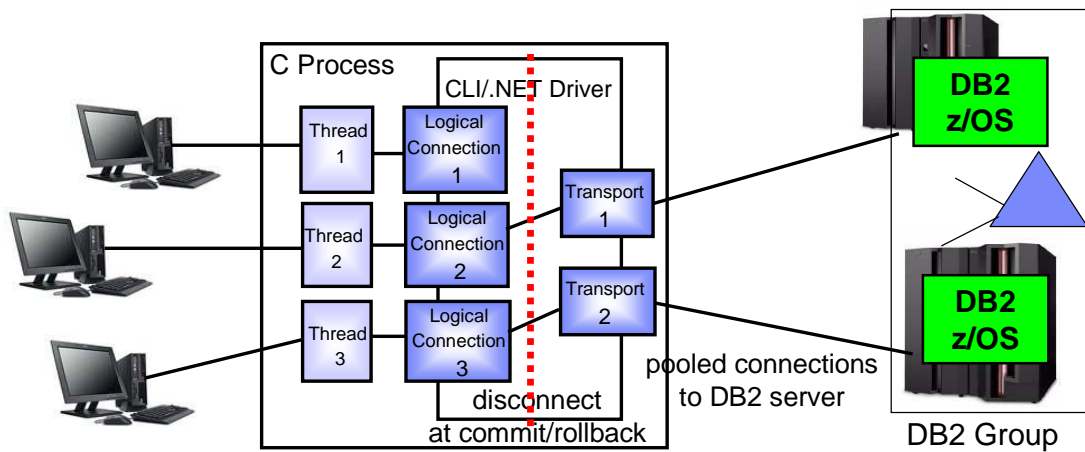 C Process
CLI/.NET Driver
Thread
1
Logical
Connection
1
Transport
1
Thread
2
Logical
Connection
2
Thread
3
Logical
Connection
3
Transport
2
disconnect
at commit/rollback
pooled connections
to DB2 server
DB2
z/OS
DB2
z/OS
DB2 Group